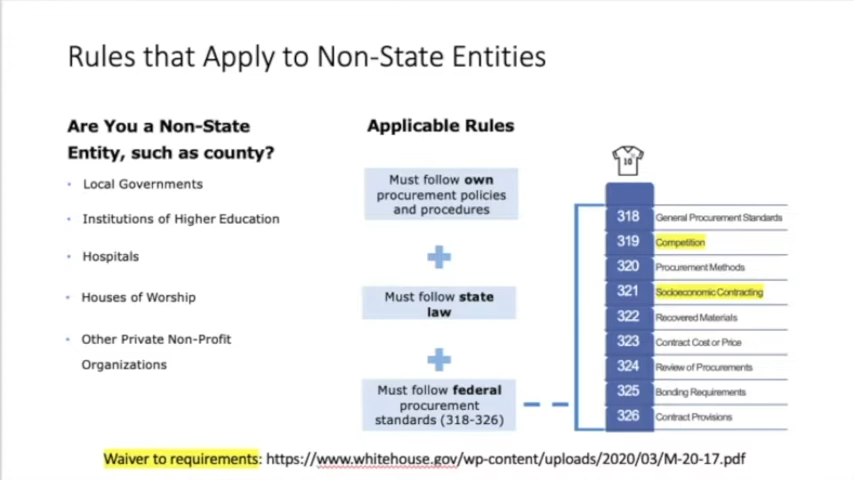 Rules that Apply to Non-State Entities
Are You a Non-State
Entity, such as county?
• Local Governments
• Institutions of Higher Education
• Hospitals
• Houses of Worship
• Other Private Non-Profit
Organizations
Applicable Rules
Must follow own
procurement policies
and procedures
Must follow state
law
Must follow federal
procurement
standards (318-326)
10
318 General Procurement Standards
319 Competition
320 Procurement Methods
321 Socioeconomic Contracting
322 Recovered Materials
323 Contract Cost or Price
324 Review of Procurements
325 Bonding Requirements
326 Contract Provisions
Waiver to requirements: https://www.whitehouse.gov/wp-content/uploads/2020/03/M-20-17.pdf